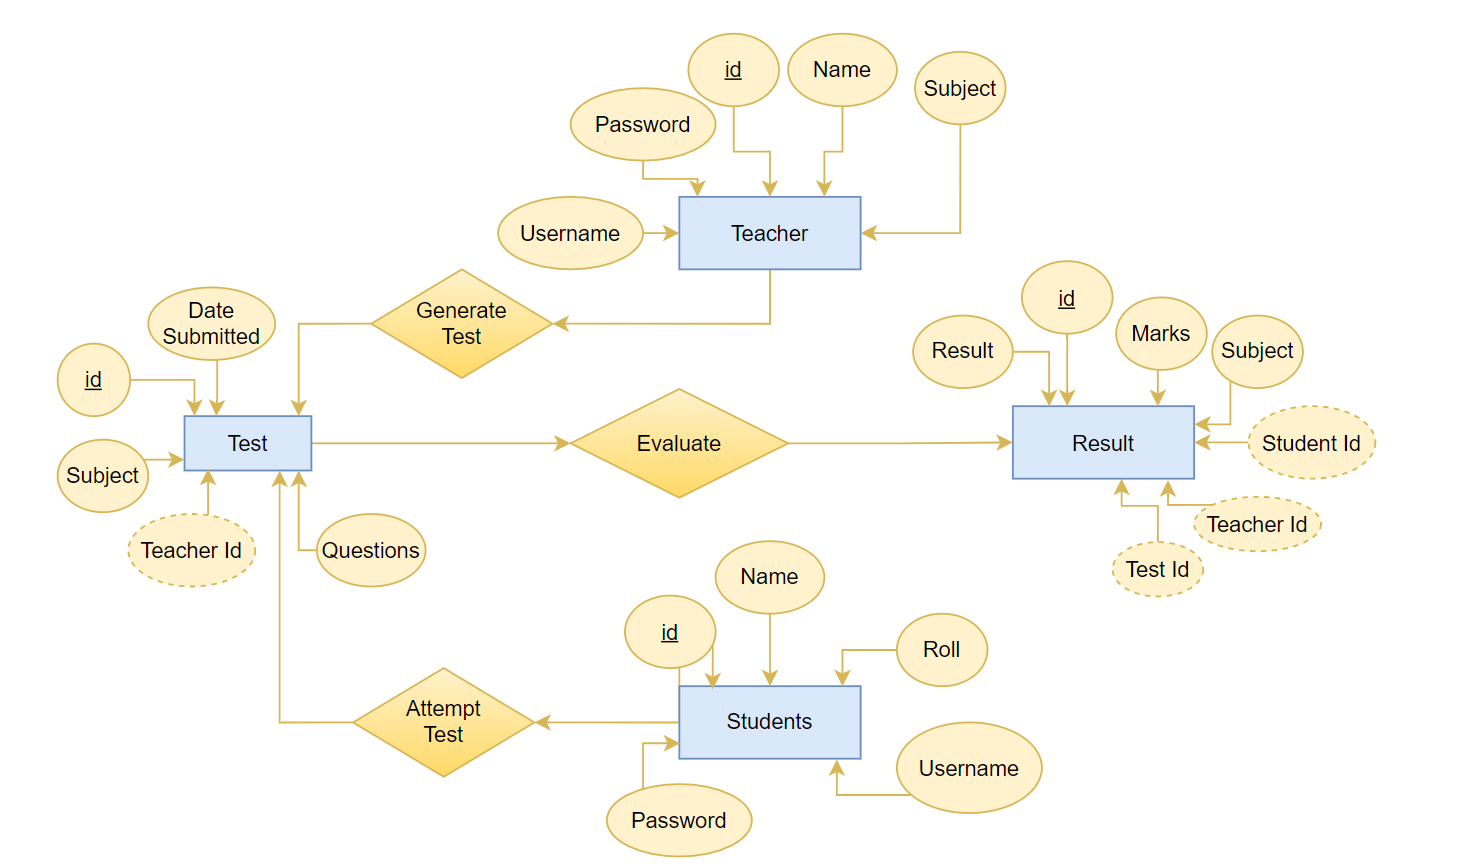 id
Name
Subject
Password
Username
Teacher
Generate
Test
Date
Submitted
id
Result
Marks
Subject
id
Test
Evaluate
Result
Student Id
Subject
Teacher Id
Questions
Teacher Id
Test Id
Name
id
Roll
Attempt
Test
Students
Username
Password